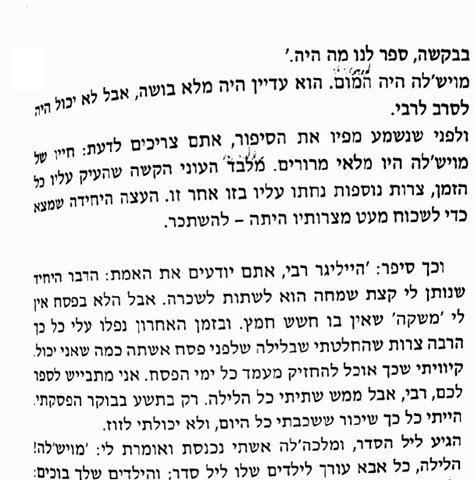 בבקשה, ספר לנו מה היה.'
מויש'לה היה המום. הוא עדיין היה מלא בושה, אבל לא יכול היה
לסרב לרבי.
ולפני שנשמע מפיו את הסיפור, אתם צריכים לדעת: חייו של
מויש'לה היו מלאי מרורים. מלבד העוני הקשה שהעיק עליו כל
הזמן, צרות נוספות נחתו עליו בזו אחר זו. העצה היחידה שמצא
כדי לשכוח מעט מצרותיו היתה – להשתכר.
וכך סיפר: 'הייליגר רבי, אתם יודעים את האמת: הדבר היחיד
שנותן לי קצת שמחה הוא לשתות לשכרה. אבל הלא בפסח אין
לי 'משקה' שאין בו חשש חמץ. ובזמן האחרון נפלו עלי כל כך
הרבה צרות שהחלטתי שבלילה שלפני פסח אשתה כמה שאני יכול.
קיוויתי שכך אוכל להחזיק מעמד כל ימי הפסח. אני מתבייש לספר
לכם, רבי, אבל ממש שתיתי כל הלילה. רק בתשע בבוקר הפסקתי.
הייתי כל כך שיכור ששכבתי כל היום, ולא יכולתי לזוז.
הגיע ליל הסדר, ומלכה'לה אשתי נכנסת ואומרת לי: 'מויש'לה!
הלילה, כל אבא עורך לילדים שלו ליל סדר; והילדים שלך בוכים: